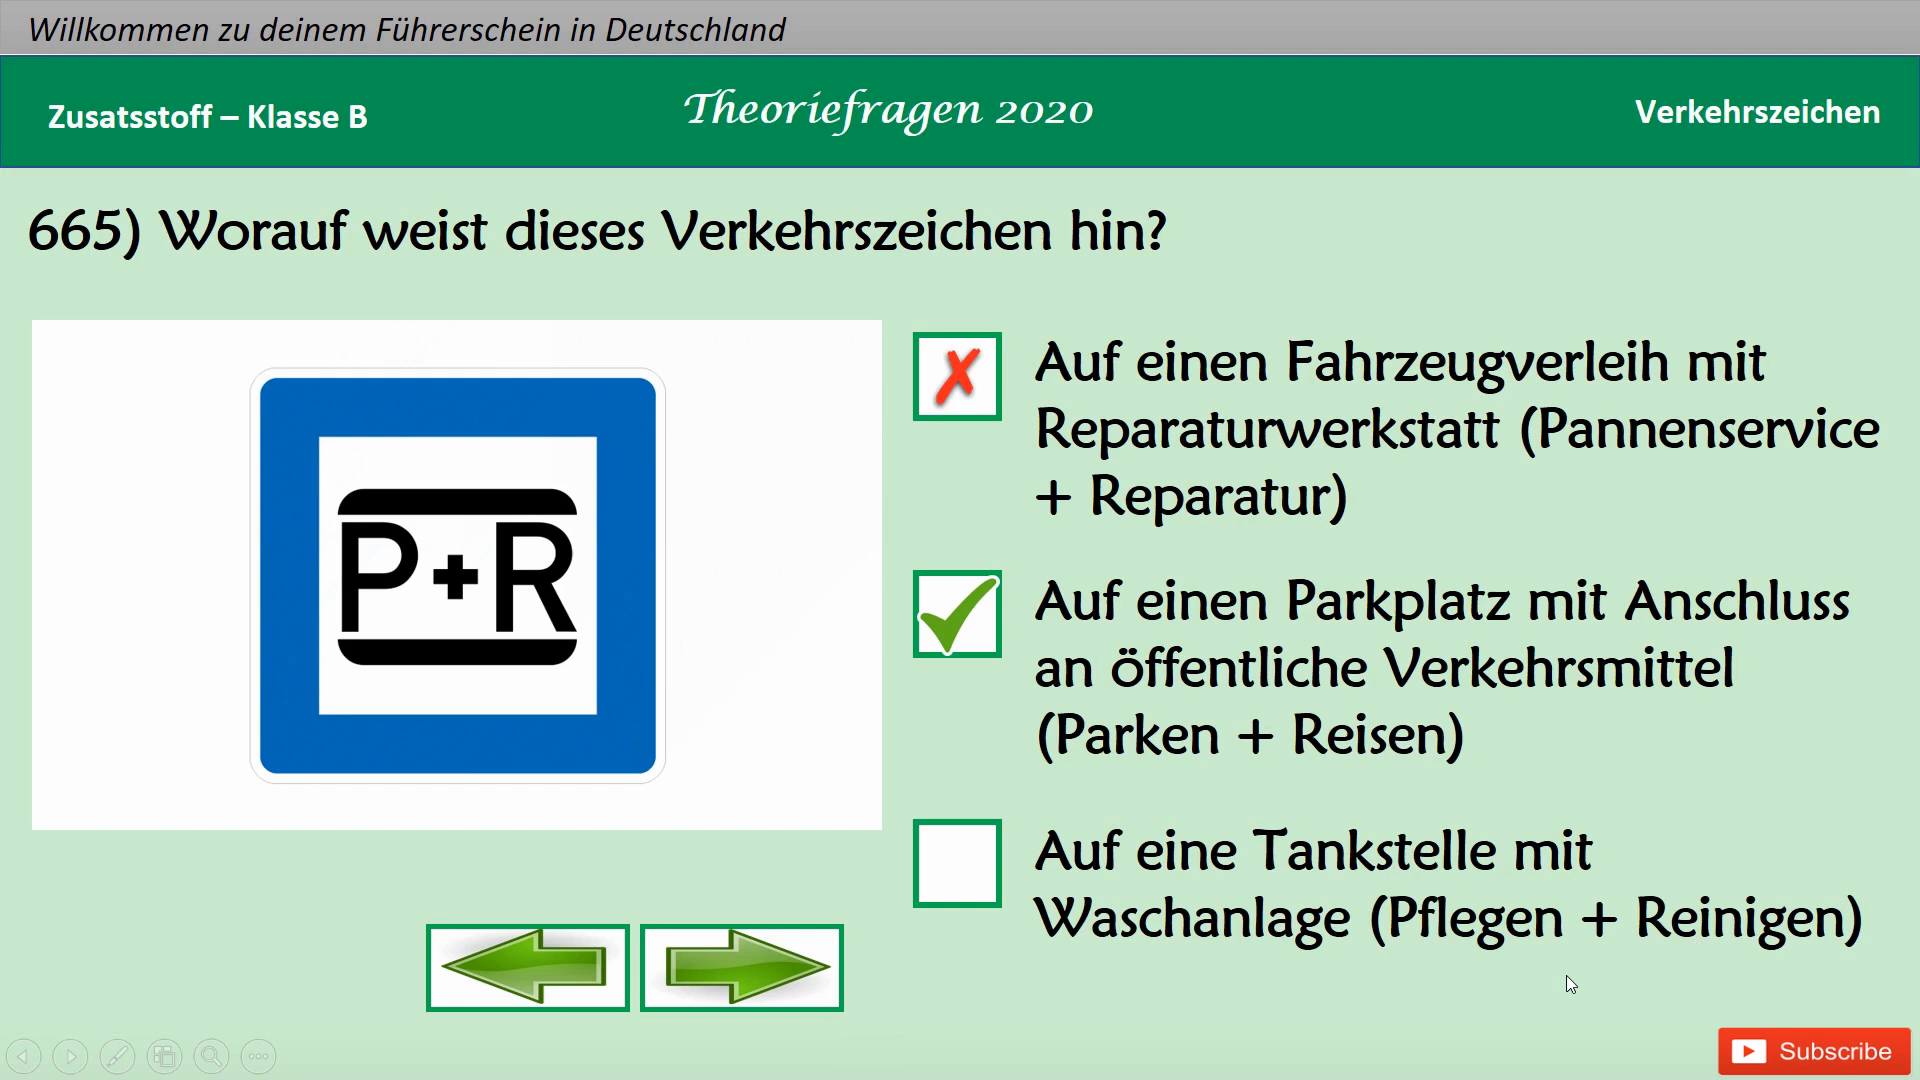 Willkommen zu deinem Führerschein in Deutschland
Zusatsstoff – Klasse B
Theoriefragen 2020
Verkehrszeichen
665) Worauf weist dieses Verkehrszeichen hin?
P+R
Auf einen Fahrzeugverleih mit
Reparaturwerkstatt (Pannenservice
+ Reparatur)
Auf einen Parkplatz mit Anschluss
an öffentliche Verkehrsmittel
(Parken + Reisen)
Auf eine Tankstelle mit
Waschanlage (Pflegen + Reinigen)
Subscribe